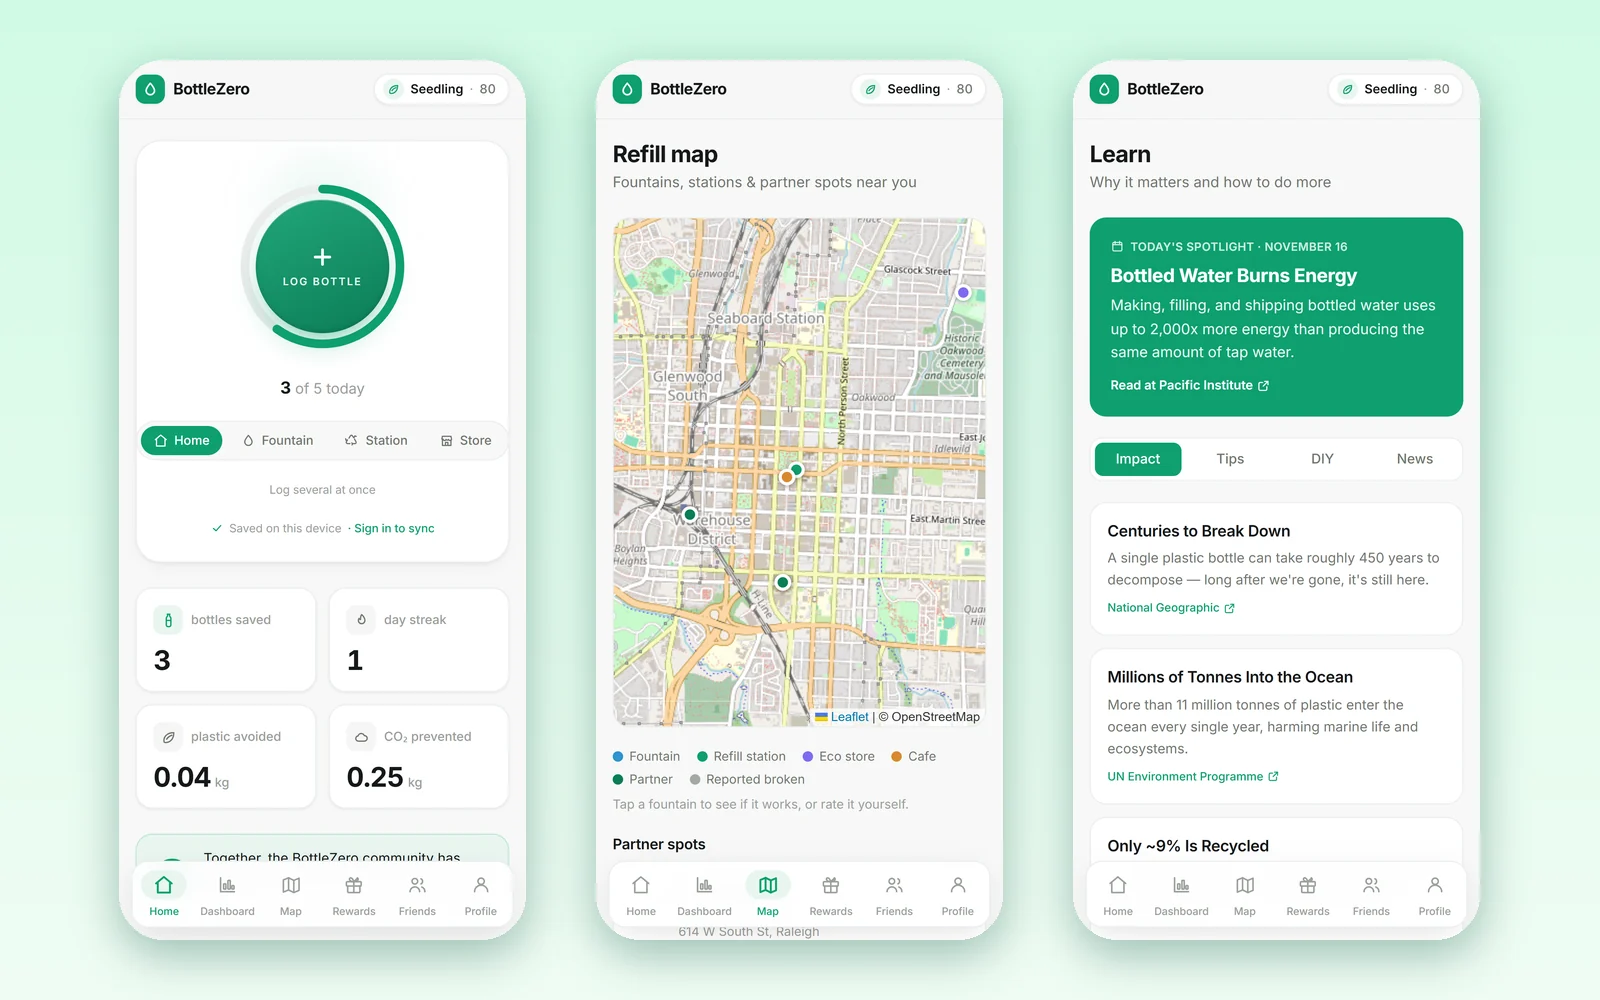 BottleZero
Seedling · 80
LOG BOTTLE
3 of 5 today
Home
Fountain
Station
Store
Log several at once
Saved on this device · Sign in to sync
bottles saved
3
day streak
1
plastic avoided
0.04 kg
CO₂ prevented
0.25 kg
Together, the BottleZero community has
Home
Dashboard
Map
Rewards
Friends
Profile
BottleZero
Seedling · 80
Refill map
Fountains, stations & partner spots near you
Place
Glenwood
Glascock Street
Seaboard Station
Historic
Oakwood
Cemetery
and Mausole
Glenwood
South
North Person Street
Oakwood
East Jo
Idlewild
Warehouse
District
East Martin Stree
Boylan
Heights
H-Line
Quar
Hill
Leaflet | © OpenStreetMap
Fountain
Refill station
Eco store
Cafe
Partner
Reported broken
Tap a fountain to see if it works, or rate it yourself.
Partner spots
Home
Dashboard
Map
Rewards
Friends
Profile
614 W South St, Raleigh
BottleZero
Seedling · 80
Learn
Why it matters and how to do more
TODAY'S SPOTLIGHT · NOVEMBER 16
Bottled Water Burns Energy
Making, filling, and shipping bottled water uses
up to 2,000x more energy than producing the
same amount of tap water.
Read at Pacific Institute
Impact
Tips
DIY
News
Centuries to Break Down
A single plastic bottle can take roughly 450 years to
decompose — long after we're gone, it's still here.
National Geographic
Millions of Tonnes Into the Ocean
More than 11 million tonnes of plastic enter the
ocean every single year, harming marine life and
ecosystems.
UN Environment Programme
Only ~9% Is Recycled
Home
Dashboard
Map
Rewards
Friends
Profile